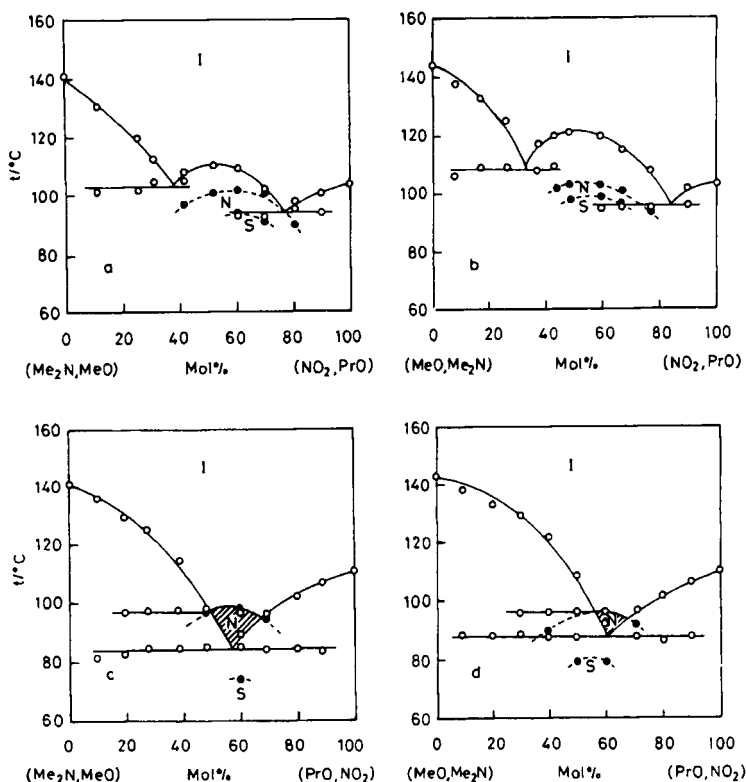 160
140
120
100
80
60
t/°C
I
N
S
a
0 20 40 60 80 100
(Me₂N,MeO) Mol% (NO₂,PrO)
160
140
120
100
80
60
I
N
S
b
0 20 40 60 80 100
(MeO,Me₂N) Mol% (NO₂,PrO)
160
140
120
100
80
60
t/°C
I
N
S
c
0 20 40 60 80 100
(Me₂N,MeO) Mol% (PrO,NO₂)
160
140
120
100
80
60
I
N
S
d
0 20 40 60 80 100
(MeO,Me₂N) Mol% (PrO,NO₂)